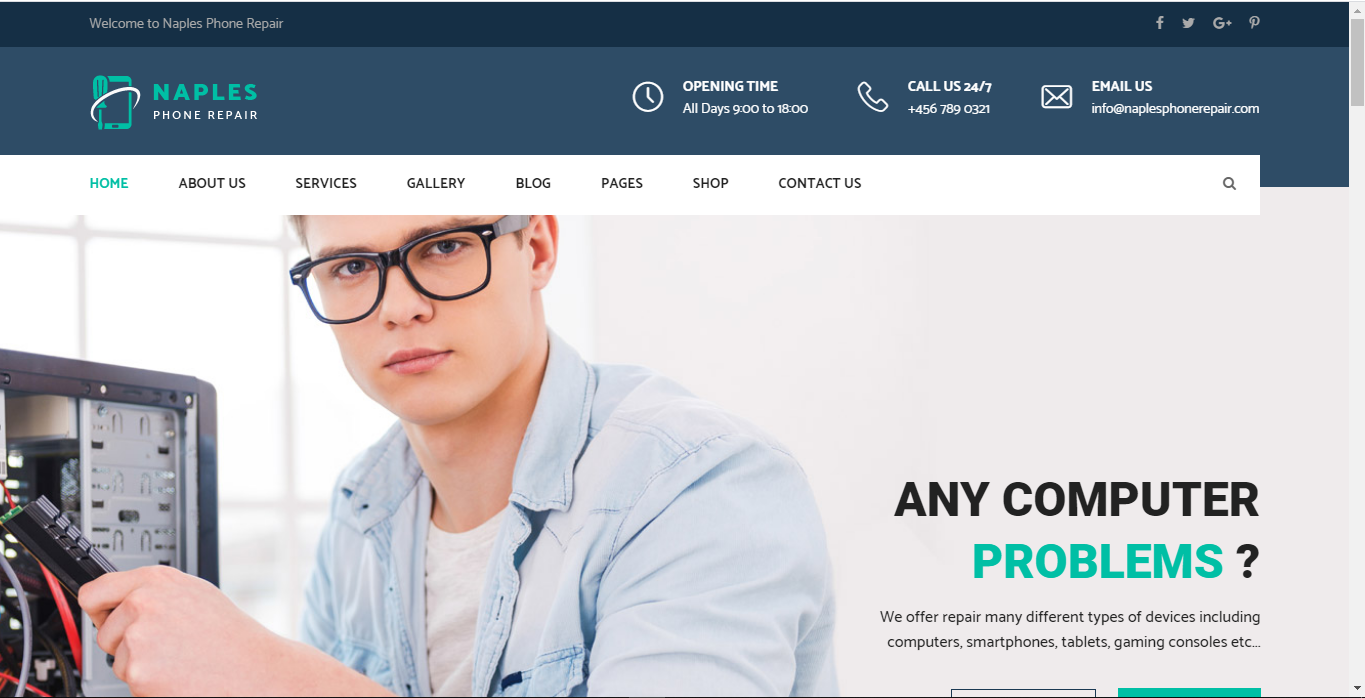 Welcome to Naples Phone Repair
NAPLES
PHONE REPAIR
OPENING TIME
All Days 9:00 to 18:00
CALL US 24/7
+456 789 0321
EMAIL US
info@naplesphonerepair.com
HOME ABOUT US SERVICES GALLERY BLOG PAGES SHOP CONTACT US
ANY COMPUTER
PROBLEMS ?
We offer repair many different types of devices including
computers, smartphones, tablets, gaming consoles etc...